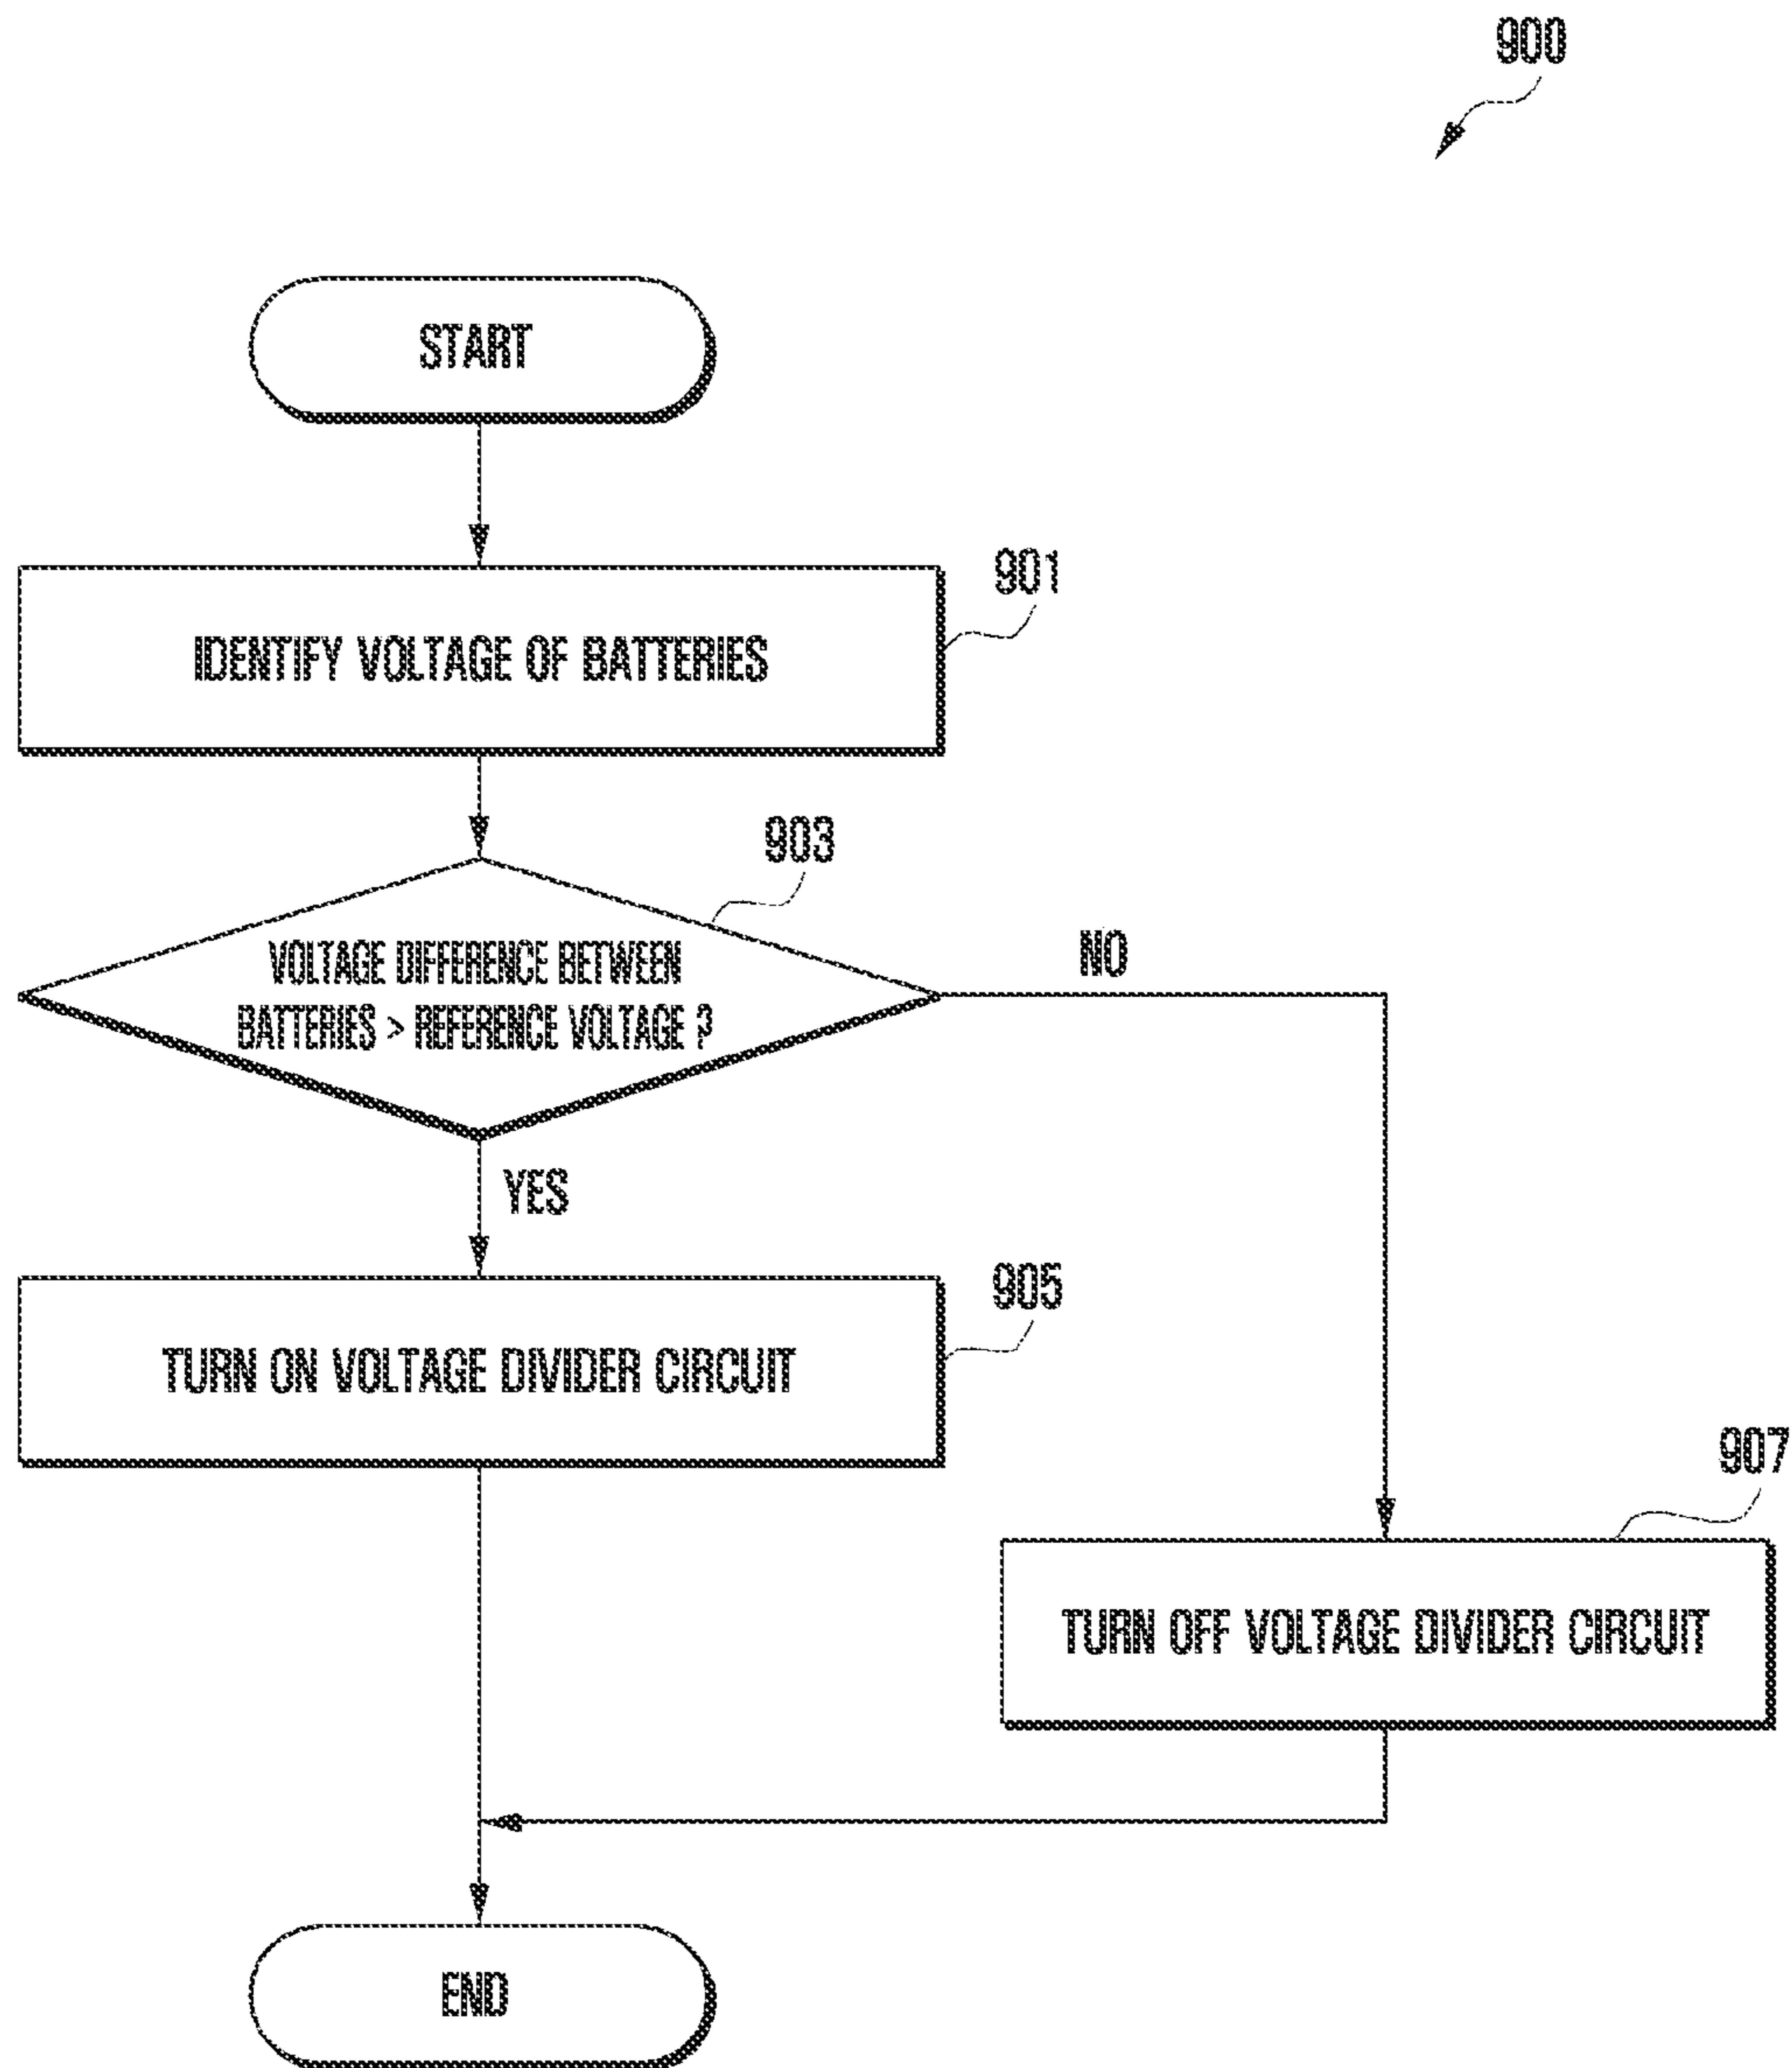 900
START
901
IDENTIFY VOLTAGE OF BATTERIES
903
VOLTAGE DIFFERENCE BETWEEN
BATTERIES > REFERENCE VOLTAGE ?
NO
YES
905
TURN ON VOLTAGE DIVIDER CIRCUIT
907
TURN OFF VOLTAGE DIVIDER CIRCUIT
END